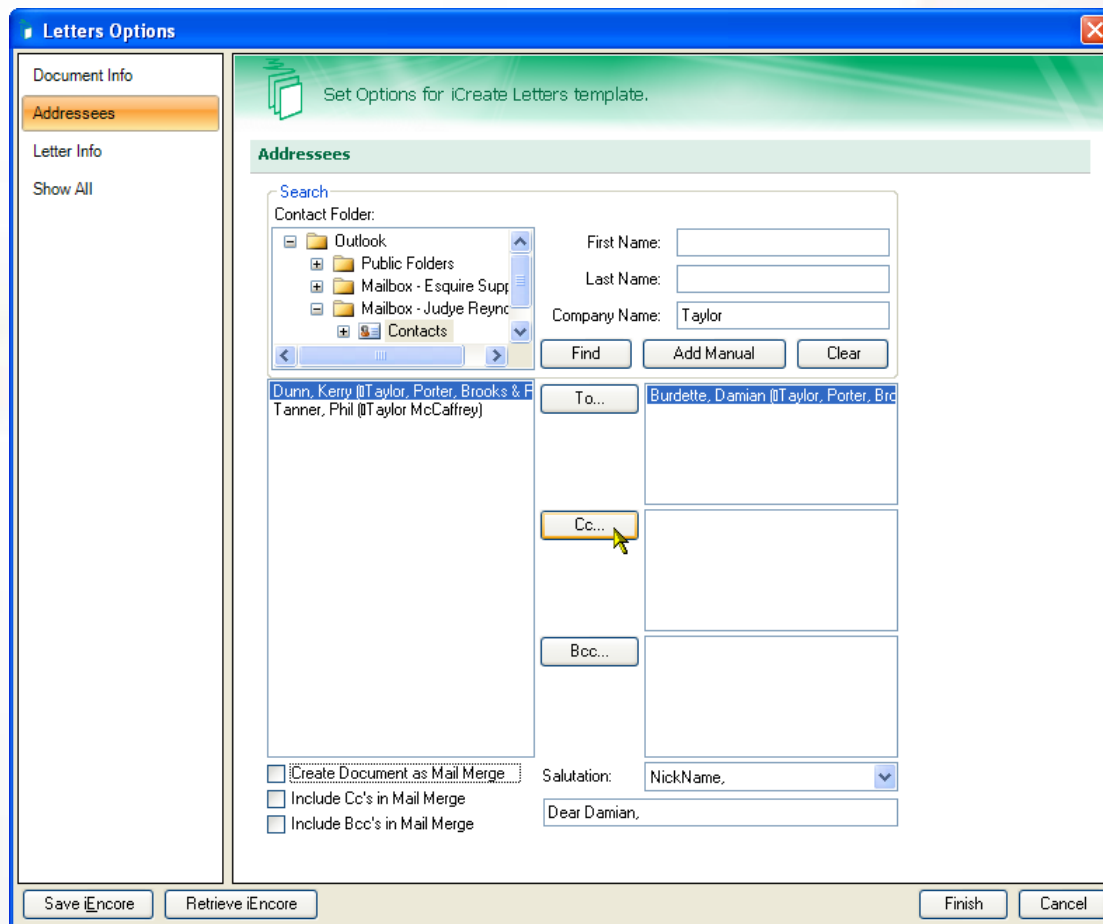 Letters Options
Document Info
Addressees
Letter Info
Show All
Set Options for iCreate Letters template.
Addressees
Search
Contact Folder:
Outlook
Public Folders
Mailbox - Esquire Supp
Mailbox - Judye Reync
Contacts
First Name:
Last Name:
Company Name: Taylor
Find Add Manual Clear
Dunn, Kerry (▯Taylor, Porter, Brooks & F
Tanner, Phil (▯Taylor McCaffrey)
To...
Burdette, Damian (▯Taylor, Porter, Bro
Cc...
Bcc...
Create Document as Mail Merge
Include Cc's in Mail Merge
Include Bcc's in Mail Merge
Salutation: NickName,
Dear Damian,
Save iEncore Retrieve iEncore Finish Cancel